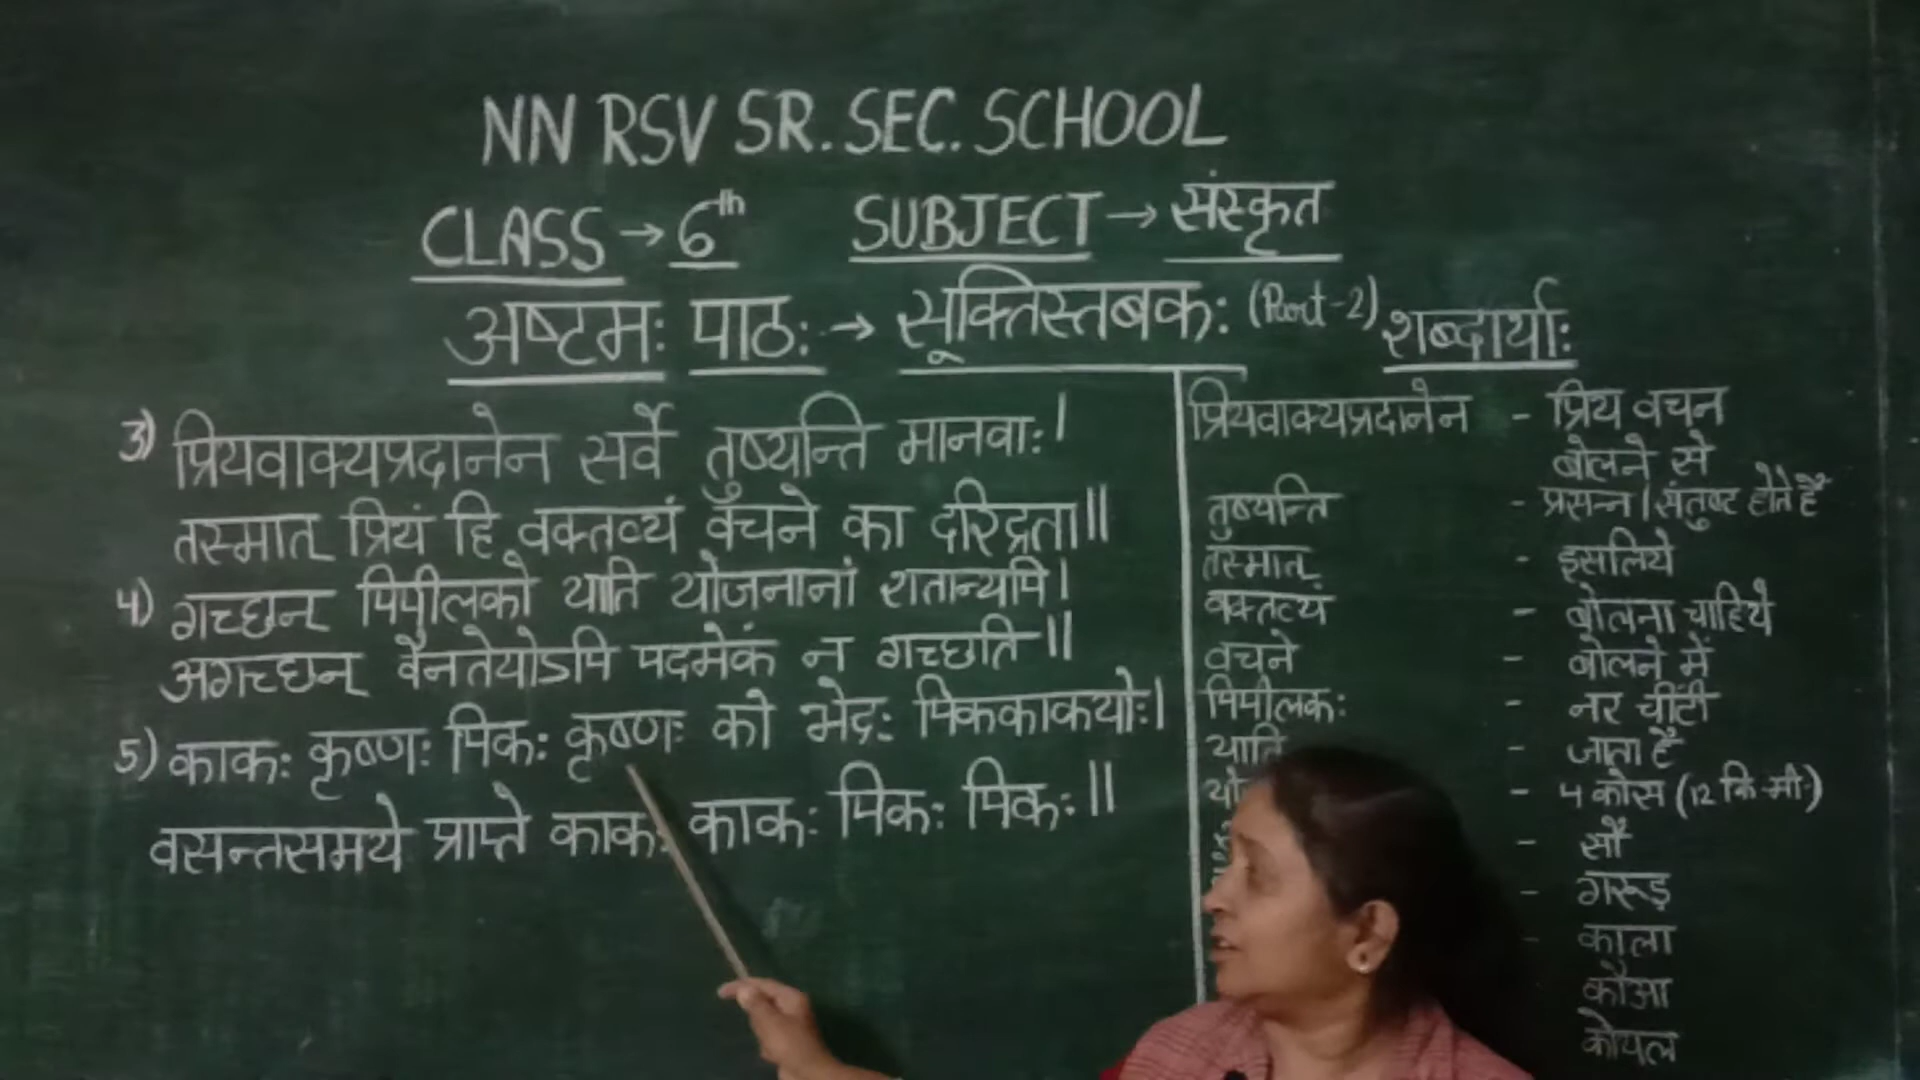 NN RSV SR. SEC. SCHOOL
CLASS → 6th SUBJECT → संस्कृत
अष्टमः पाठः → सूक्तिस्तबकः (Part-2)
3) प्रियवाक्यप्रदानेन सर्वे तुष्यन्ति मानवाः।
तस्मात् प्रियं हि वक्तव्यं वचने का दरिद्रता॥
4) गच्छन् पिपीलको याति योजनानां शतान्यपि।
अगच्छन् वैनतेयोऽपि पदमेकं न गच्छति॥
5) काकः कृष्णः पिकः कृष्णः को भेदः पिककाकयोः।
वसन्तसमये प्राप्ते काकः काकः पिकः पिकः॥
शब्दार्थाः
प्रियवाक्यप्रदानेन - प्रिय वचन
बोलने से
तुष्यन्ति - प्रसन्न।संतुष्ट होते हैं
तस्मात् - इसलिये
वक्तव्यं - बोलना चाहिये
वचने - बोलने में
पिपीलकः - नर चींटी
याति - जाता है
- 4 कोस (12 कि.मी.)
- सौ
- गरूड़
- काला
कौआ
कोयल